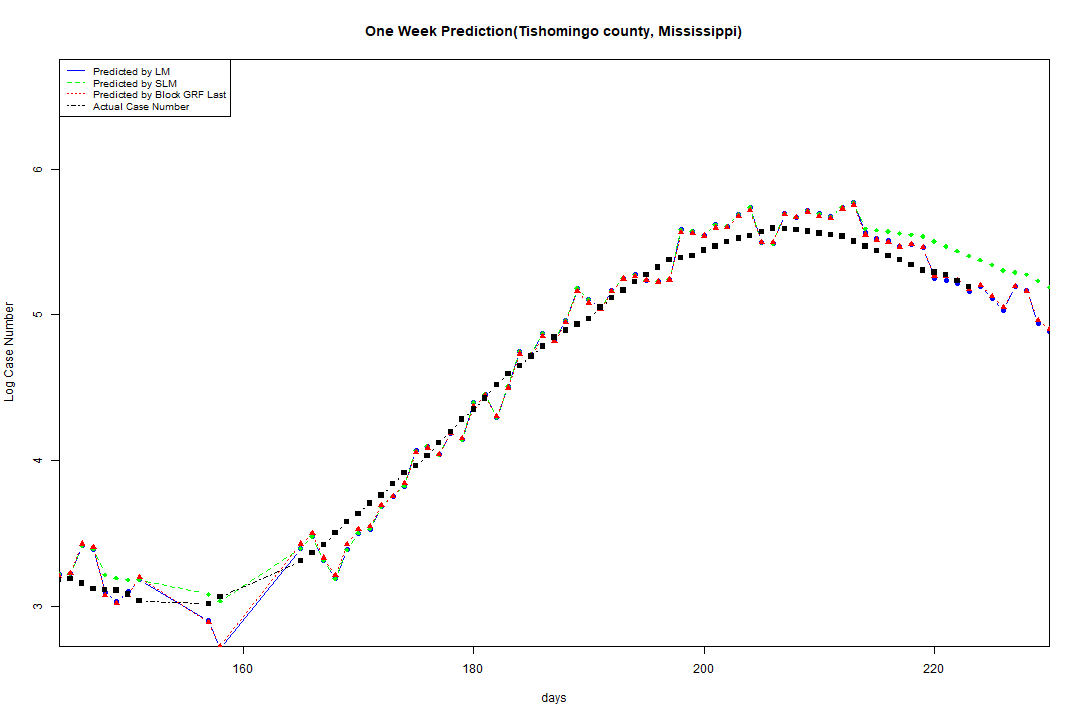 One Week Prediction(Tishomingo county, Mississippi)
Predicted by LM
Predicted by SLM
Predicted by Block GRF Last
Actual Case Number
6
5
4
3
Log Case Number
160
180
200
220
days